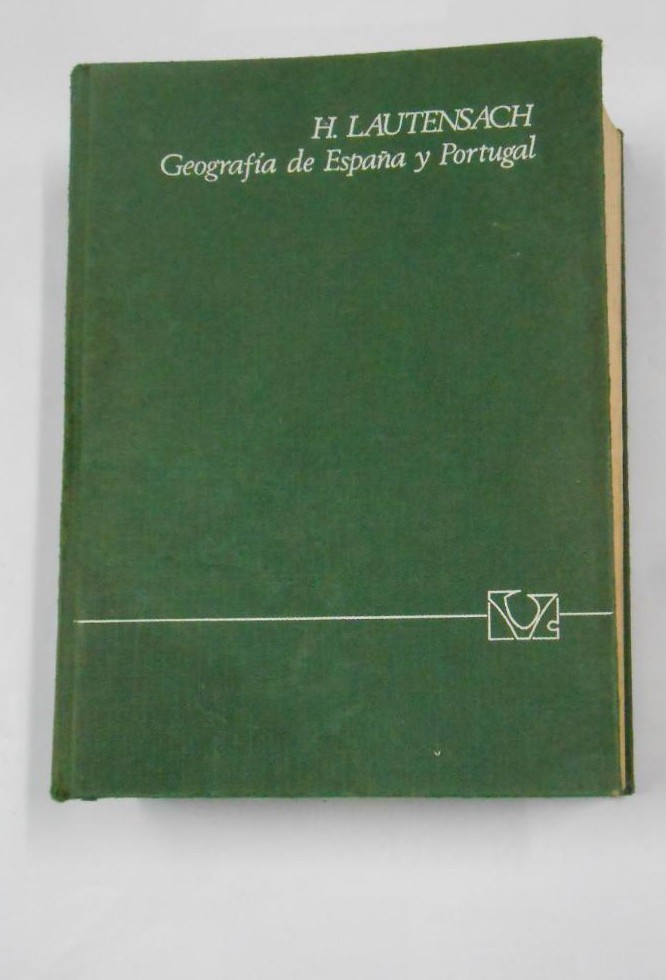 H. LAUTENSACH
Geografía de España y Portugal